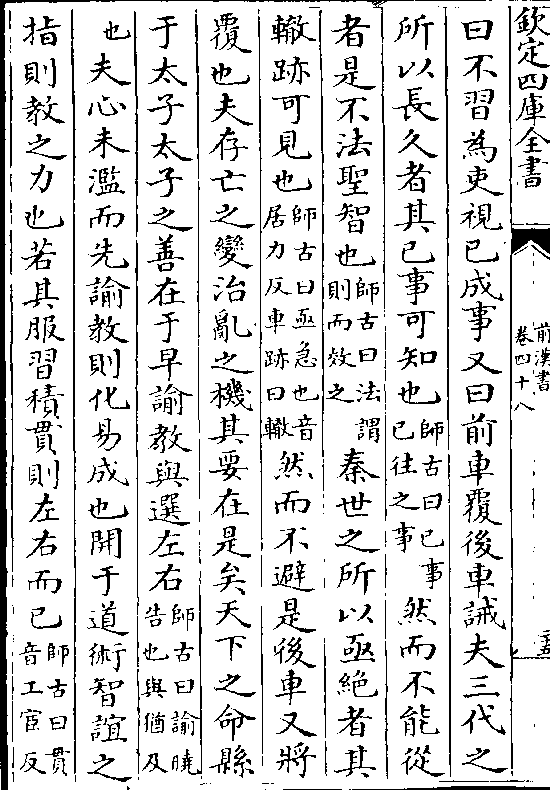 欽定四庫全書
前漢書
卷四十八
曰不習為吏視已成事又曰前車覆後車誡夫三代之
所以長久者其已事可知也師古曰已事已往之事然而不能從
者是不法聖智也師古曰法謂則而效之秦世之所以亟絶者其
轍跡可見也師古曰亟急也音居力反車跡曰轍然而不避是後車又將
覆也夫存亡之變治亂之機其要在是矣天下之命縣
于太子太子之善在于早諭教與選左右師古曰諭曉告也與猶及
也夫心未濫而先諭教則化易成也開于道術智誼之
指則教之力也若其服習積貫則左右而已師古曰貫音工宦反